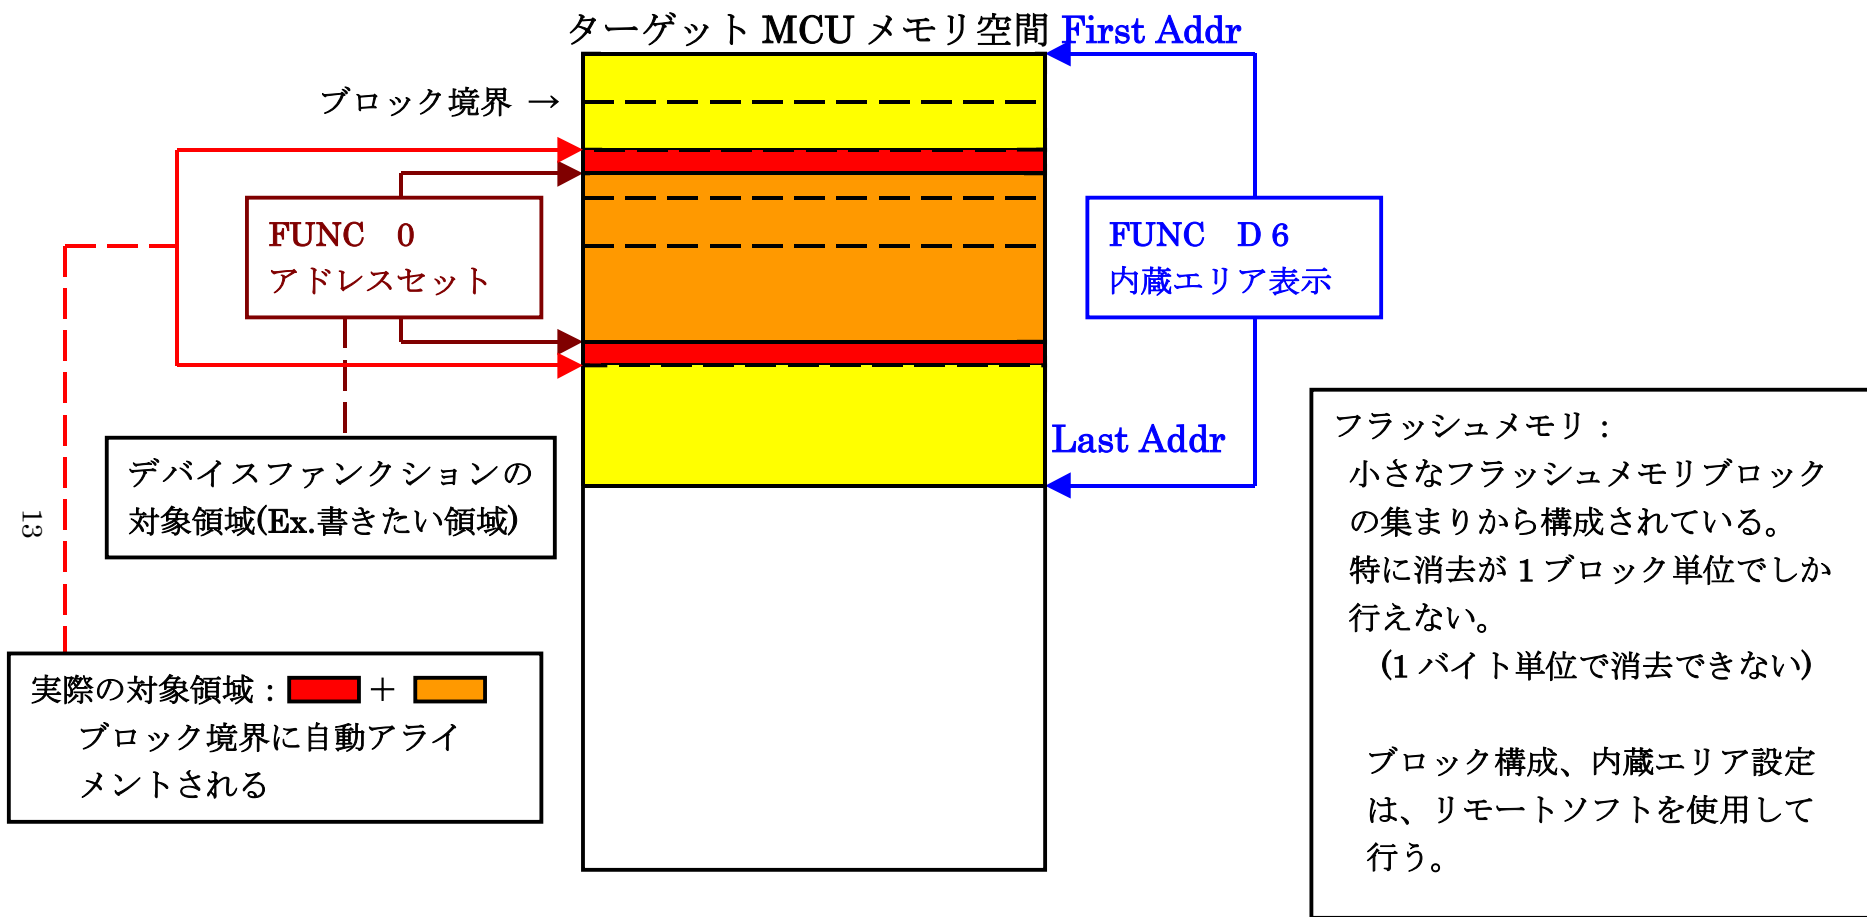 ターゲット MCU メモリ空間 First Addr
ブロック境界 →
FUNC 0
アドレスセット
FUNC D6
内蔵エリア表示
Last Addr
デバイスファンクションの
対象領域(Ex.書きたい領域)
13
実際の対象領域： ＋
ブロック境界に自動アライ
メントされる
フラッシュメモリ：
小さなフラッシュメモリブロック
の集まりから構成されている。
特に消去が 1 ブロック単位でしか
行えない。
(1 バイト単位で消去できない)
ブロック構成、内蔵エリア設定
は、リモートソフトを使用して
行う。